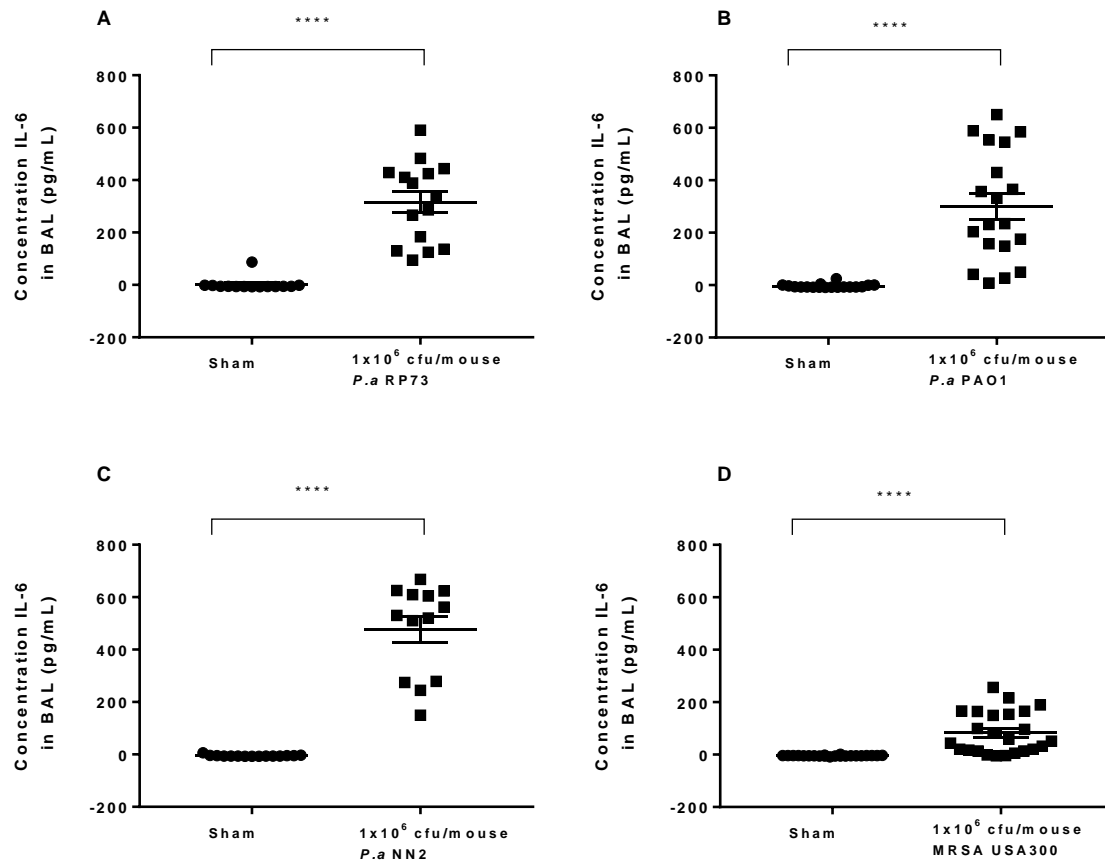 A
****
Concentration IL-6
in BAL (pg/mL)
800
600
400
200
0
-200
Sham
1x10⁶ cfu/mouse
P.a RP73
B
****
Concentration IL-6
in BAL (pg/mL)
800
600
400
200
0
-200
Sham
1x10⁶ cfu/mouse
P.a PAO1
C
****
Concentration IL-6
in BAL (pg/mL)
800
600
400
200
0
-200
Sham
1x10⁶ cfu/mouse
P.a NN2
D
****
Concentration IL-6
in BAL (pg/mL)
800
600
400
200
0
-200
Sham
1x10⁶ cfu/mouse
MRSA USA300